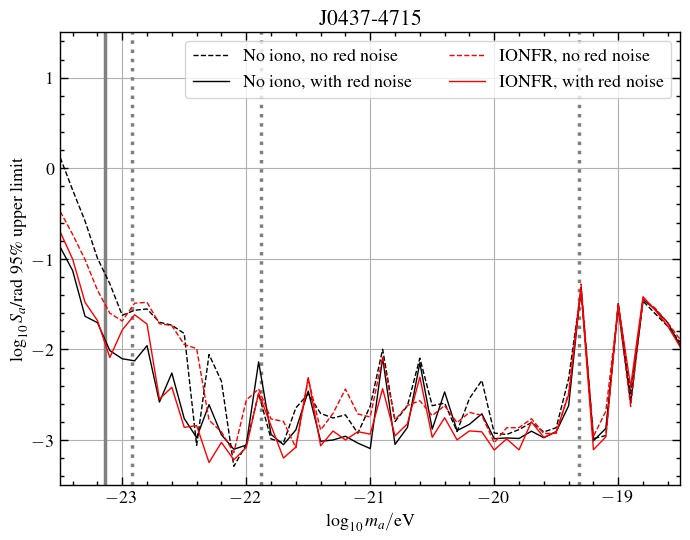 J0437-4715
No iono, no red noise
No iono, with red noise
IONFR, no red noise
IONFR, with red noise
log₁₀ Sₐ/rad 95% upper limit
1
0
−1
−2
−3
−23
−22
−21
−20
−19
log₁₀ mₐ/eV